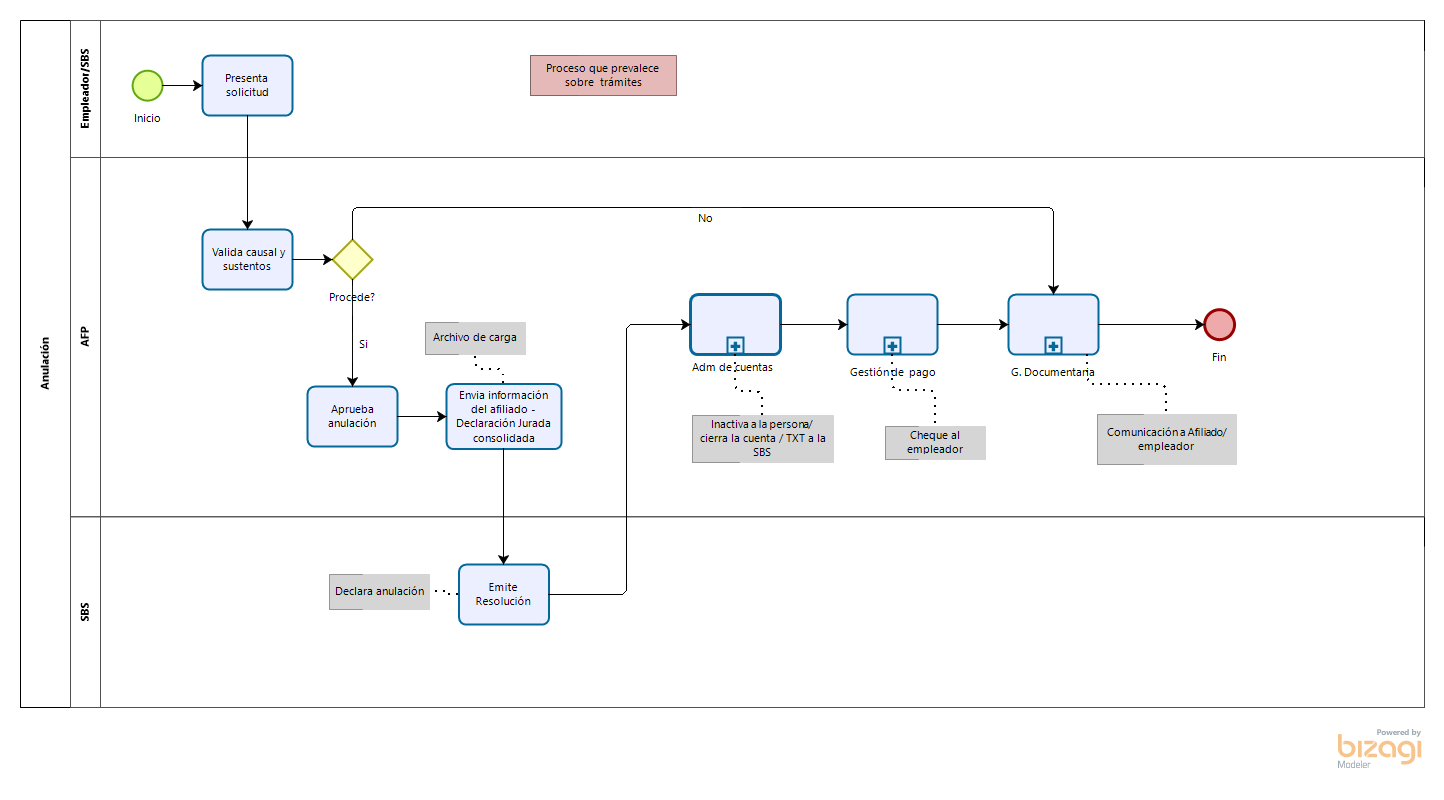 Anulación
Empleador/SBS
Inicio
Presenta
solicitud
Proceso que prevalece
sobre trámites
AFP
Valida causal y
sustentos
Procede?
No
Si
Aprueba
anulación
Archivo de carga
Envia información
del afiliado -
Declaración Jurada
consolidada
Adm de cuentas
Inactiva a la persona/
cierra la cuenta / TXT a la
SBS
Gestión de pago
Cheque al
empleador
G. Documentaria
Comunicación a Afiliado/
empleador
Fin
SBS
Declara anulación
Emite
Resolución
Powered by
bizagi
Modeler